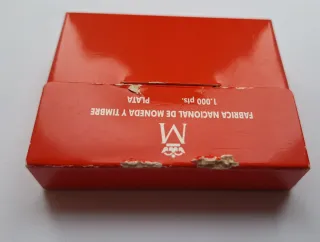 M
FABRICA NACIONAL DE MONEDA Y TIMBRE
1.000 pts.
PLATA